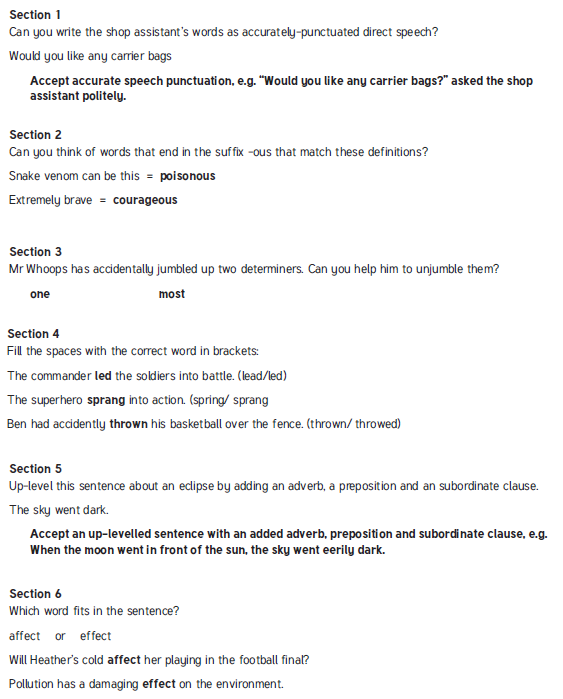 Section 1
Can you write the shop assistant's words as accurately-punctuated direct speech?
Would you like any carrier bags
Accept accurate speech punctuation, e.g. "Would you like any carrier bags?" asked the shop
assistant politely.
Section 2
Can you think of words that end in the suffix -ous that match these definitions?
Snake venom can be this = poisonous
Extremely brave = courageous
Section 3
Mr Whoops has accidentally jumbled up two determiners. Can you help him to unjumble them?
one most
Section 4
Fill the spaces with the correct word in brackets:
The commander led the soldiers into battle. (lead/led)
The superhero sprang into action. (spring/ sprang
Ben had accidently thrown his basketball over the fence. (thrown/ throwed)
Section 5
Up-level this sentence about an eclipse by adding an adverb, a preposition and an subordinate clause.
The sky went dark.
Accept an up-levelled sentence with an added adverb, preposition and subordinate clause, e.g.
When the moon went in front of the sun, the sky went eerily dark.
Section 6
Which word fits in the sentence?
affect or effect
Will Heather's cold affect her playing in the football final?
Pollution has a damaging effect on the environment.